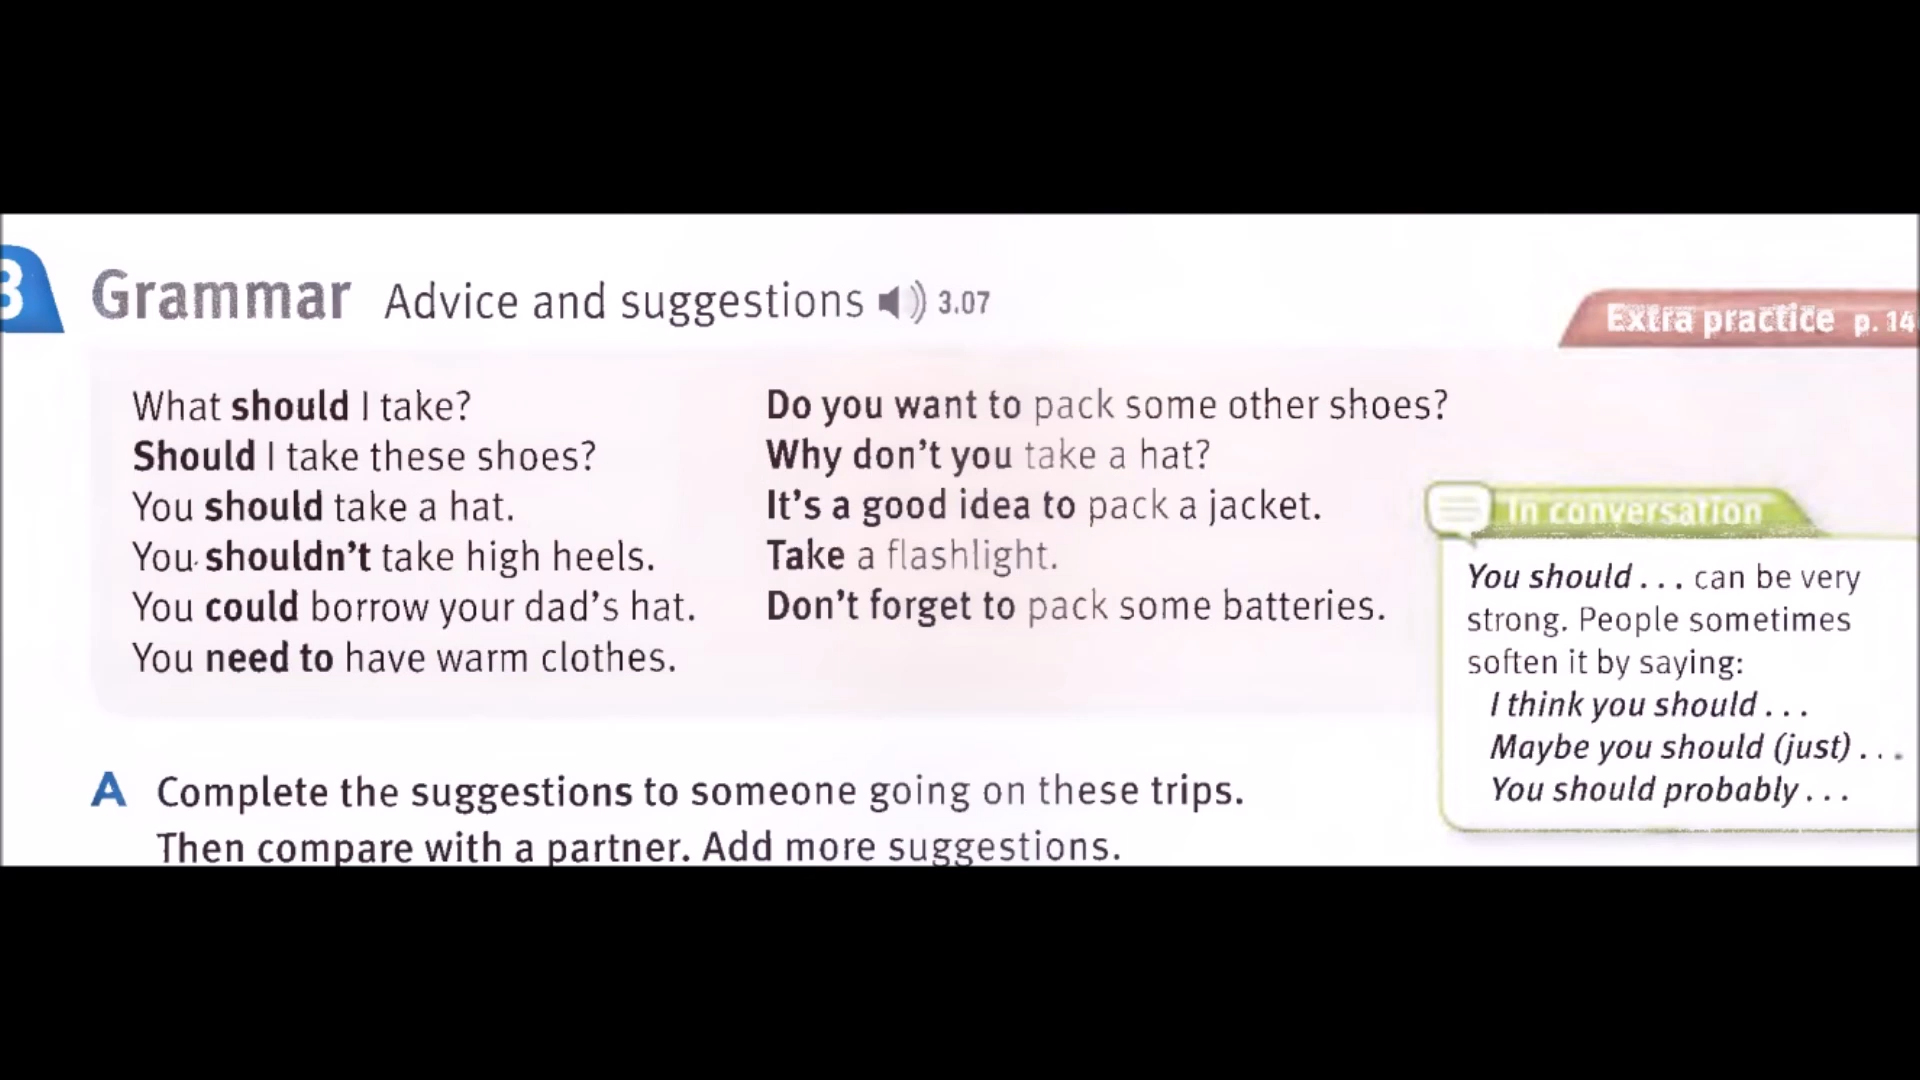 3 Grammar Advice and suggestions 3.07
Extra practice p. 14
What should I take?
Should I take these shoes?
You should take a hat.
You shouldn't take high heels.
You could borrow your dad's hat.
You need to have warm clothes.
Do you want to pack some other shoes?
Why don't you take a hat?
It's a good idea to pack a jacket.
Take a flashlight.
Don't forget to pack some batteries.
In conversation
You should . . . can be very
strong. People sometimes
soften it by saying:
I think you should . . .
Maybe you should (just) . . .
You should probably . . .
A Complete the suggestions to someone going on these trips.
Then compare with a partner. Add more suggestions.